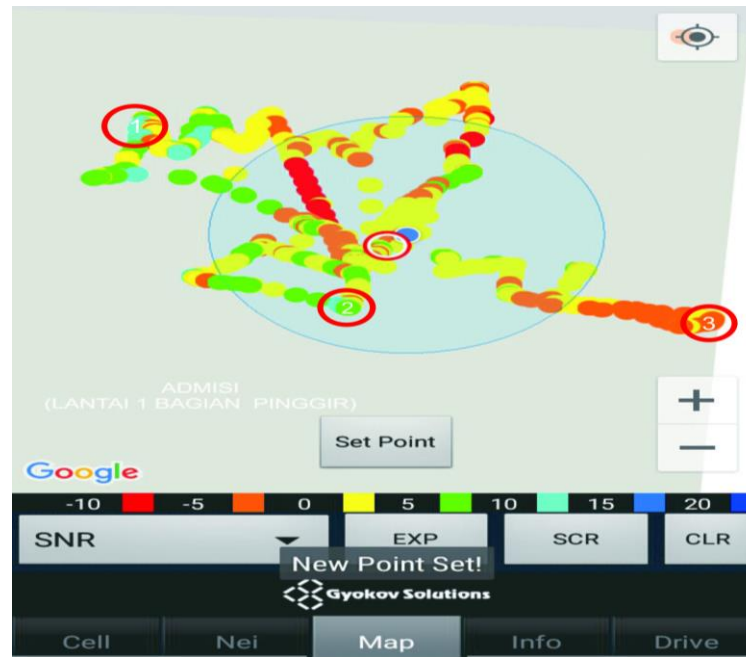 1
2
3
ADMISI
(LANTAI 1 BAGIAN PINGGIR)
Set Point
+
−
Google
-10 -5 0 5 10 15 20
SNR EXP SCR CLR
New Point Set!
Gyokov Solutions
Cell Nei Map Info Drive